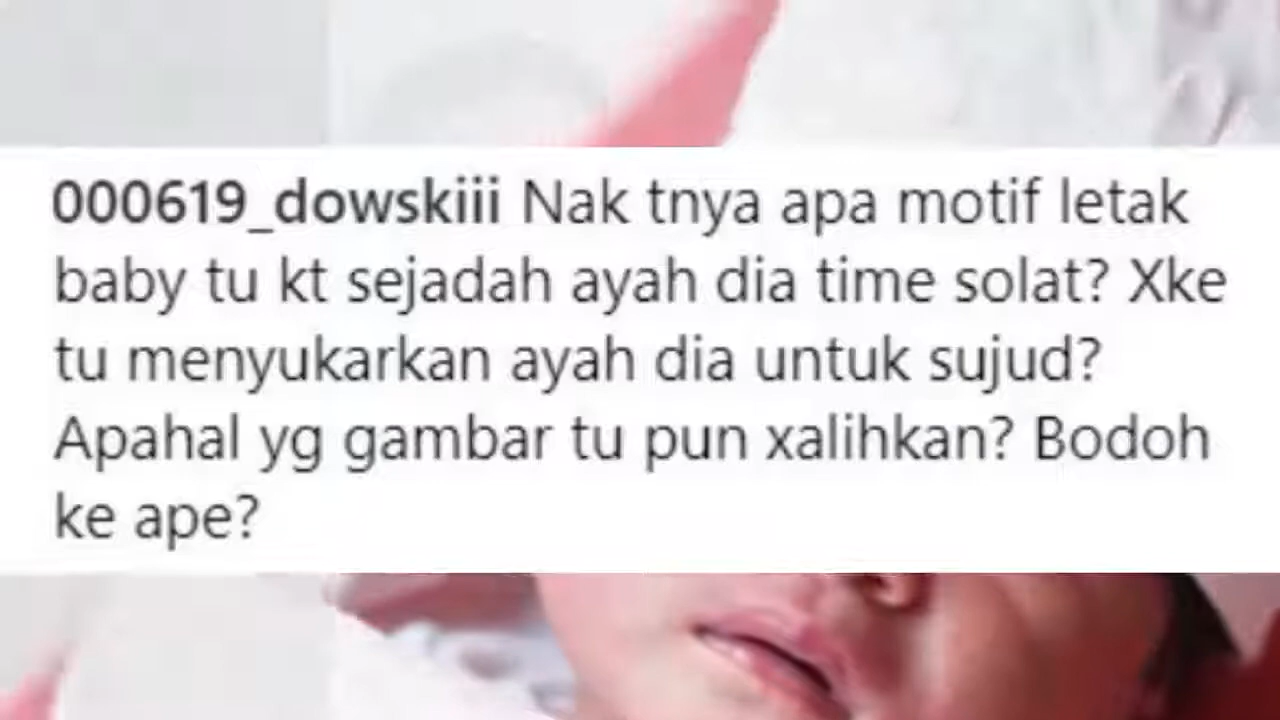 000619_dowskiii Nak tnya apa motif letak
baby tu kt sejadah ayah dia time solat? Xke
tu menyukarkan ayah dia untuk sujud?
Apahal yg gambar tu pun xalihkan? Bodoh
ke ape?